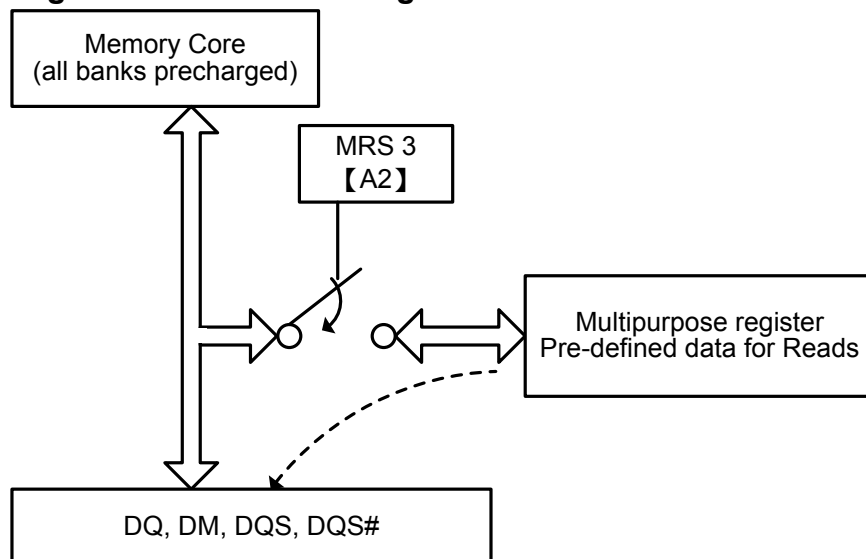 Memory Core
(all banks precharged)
MRS 3
【A2】
Multipurpose register
Pre-defined data for Reads
DQ, DM, DQS, DQS#